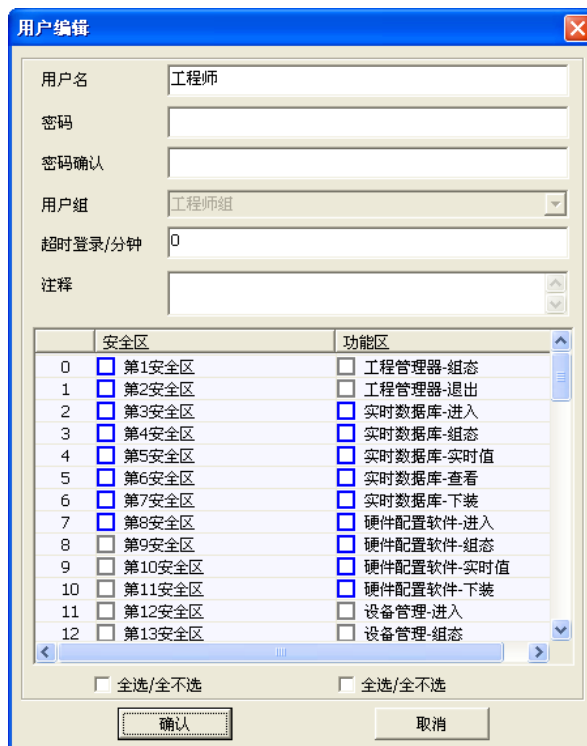 用户编辑
用户名 工程师
密码
密码确认
用户组 工程师组
超时登录/分钟 0
注释
安全区 功能区
0 第1安全区 工程管理器-组态
1 第2安全区 工程管理器-退出
2 第3安全区 实时数据库-进入
3 第4安全区 实时数据库-组态
4 第5安全区 实时数据库-实时值
5 第6安全区 实时数据库-查看
6 第7安全区 实时数据库-下装
7 第8安全区 硬件配置软件-进入
8 第9安全区 硬件配置软件-组态
9 第10安全区 硬件配置软件-实时值
10 第11安全区 硬件配置软件-下装
11 第12安全区 设备管理-进入
12 第13安全区 设备管理-组态
全选/全不选 全选/全不选
确认 取消